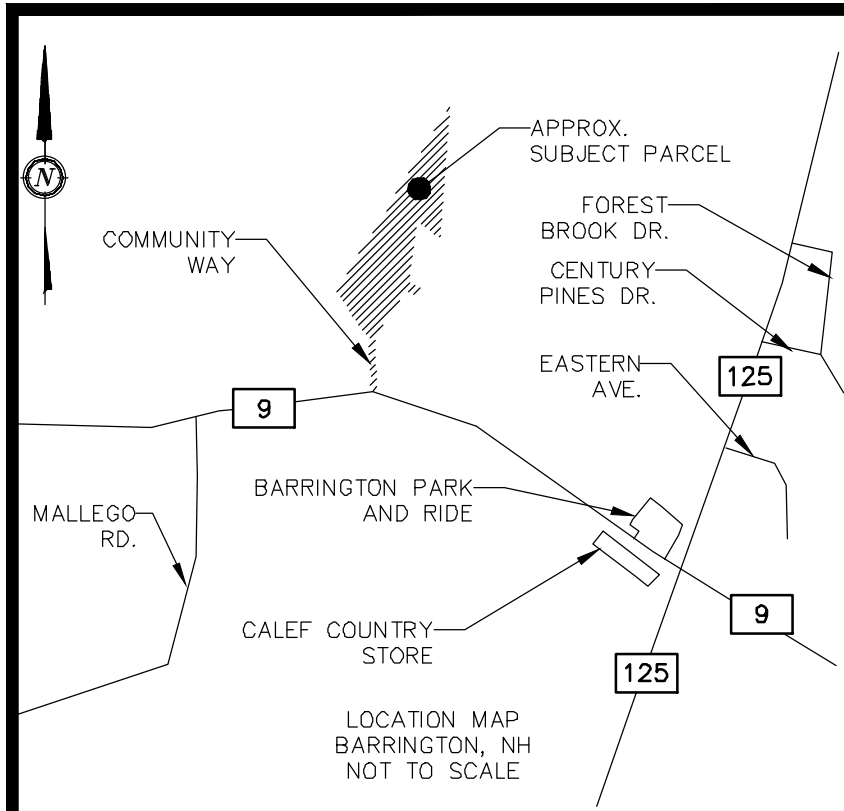 N
APPROX.
SUBJECT PARCEL
FOREST
BROOK DR.
COMMUNITY
WAY
CENTURY
PINES DR.
EASTERN
AVE.
125
9
BARRINGTON PARK
AND RIDE
MALLEGO
RD.
CALEF COUNTRY
STORE
9
125
LOCATION MAP
BARRINGTON, NH
NOT TO SCALE